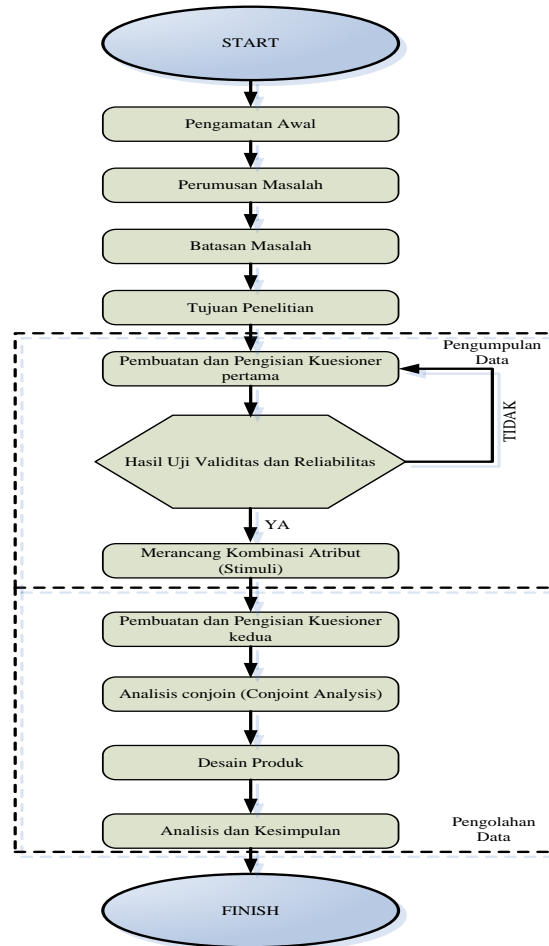 START
Pengamatan Awal
Perumusan Masalah
Batasan Masalah
Tujuan Penelitian
Pengumpulan
Data
Pembuatan dan Pengisian Kuesioner
pertama
TIDAK
Hasil Uji Validitas dan Reliabilitas
YA
Merancang Kombinasi Atribut
(Stimuli)
Pembuatan dan Pengisian Kuesioner
kedua
Analisis conjoin (Conjoint Analysis)
Desain Produk
Analisis dan Kesimpulan
Pengolahan
Data
FINISH